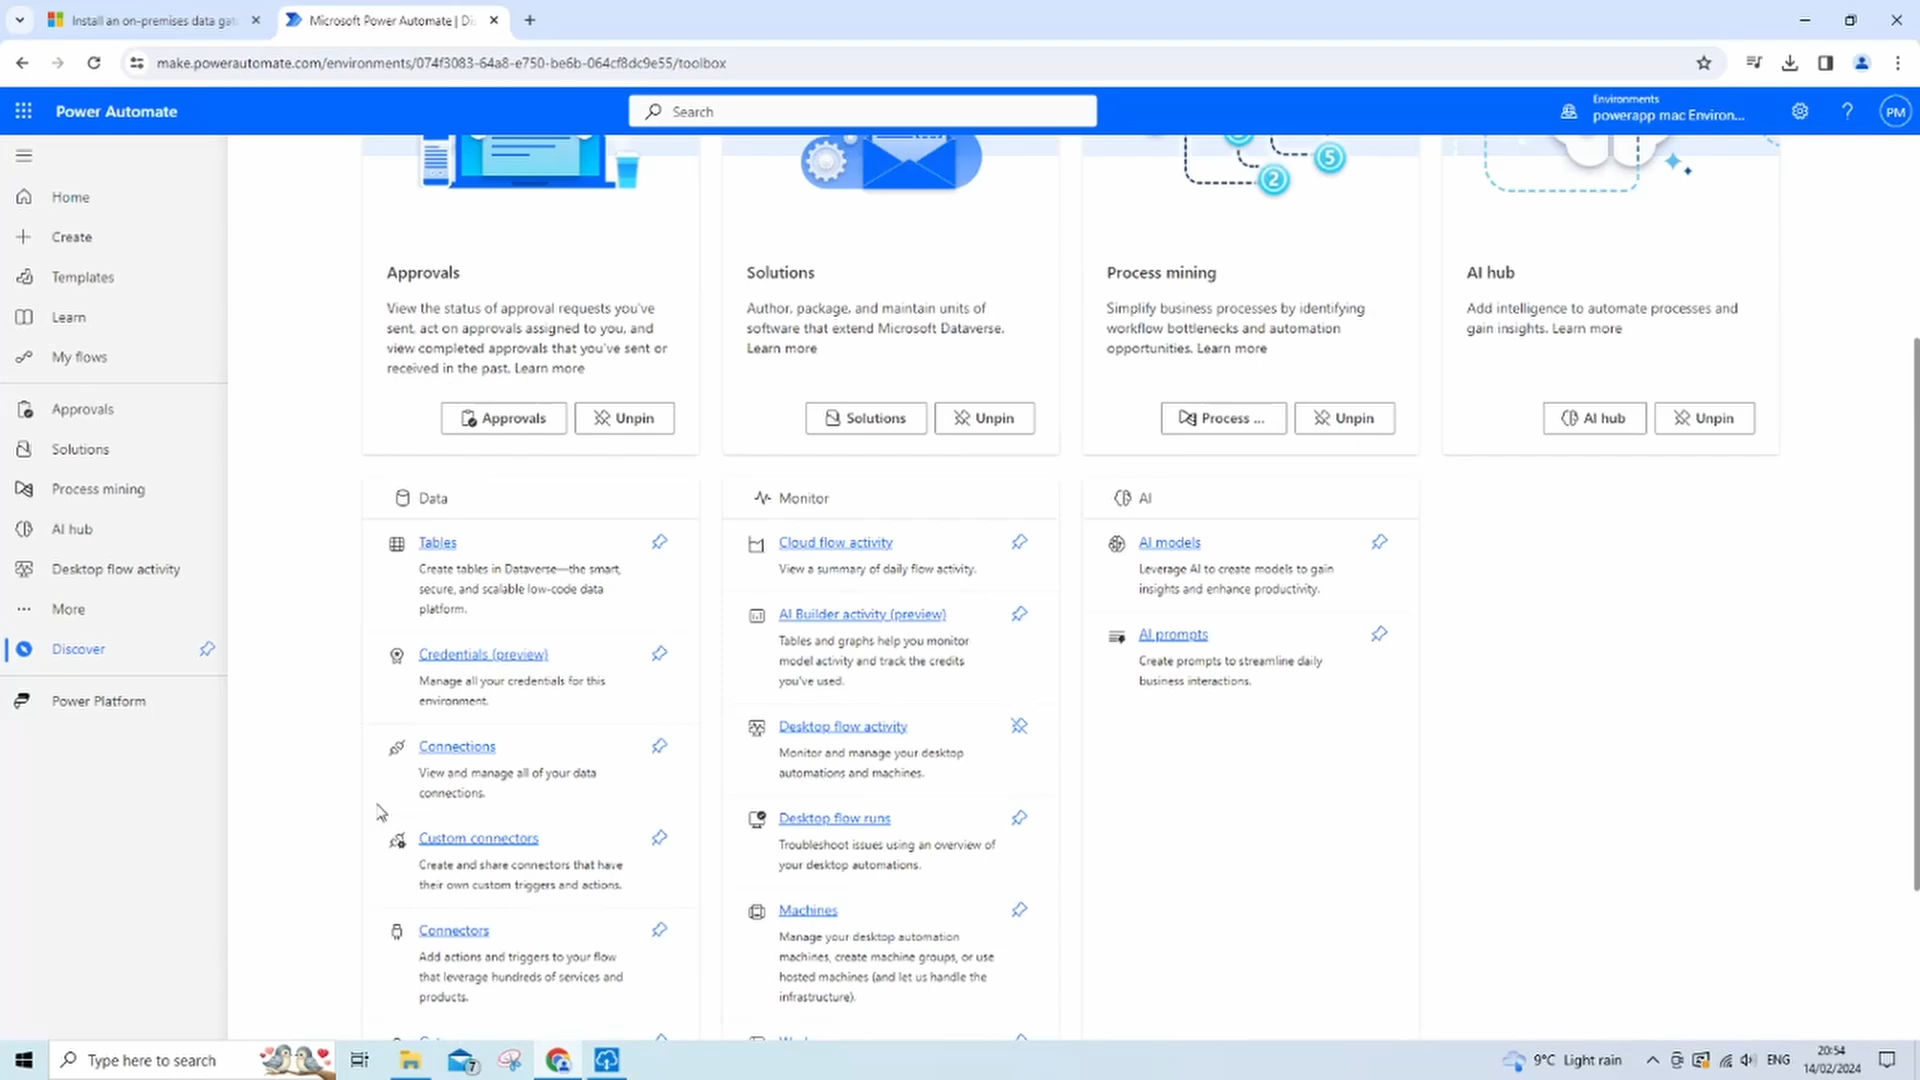 Install an on-premises data gat
Microsoft Power Automate | Di
make.powerautomate.com/environments/074f3083-64a8-e750-be6b-064cf8dc9e55/toolbox
Power Automate
Search
Environments
powerapp mac Environ...
PM
Home
Create
Templates
Learn
My flows
Approvals
Solutions
Process mining
AI hub
Desktop flow activity
More
Discover
Power Platform
Approvals
View the status of approval requests you've
sent, act on approvals assigned to you, and
view completed approvals that you've sent or
received in the past. Learn more
Approvals
Unpin
Solutions
Author, package, and maintain units of
software that extend Microsoft Dataverse.
Learn more
Solutions
Unpin
2
5
Process mining
Simplify business processes by identifying
workflow bottlenecks and automation
opportunities. Learn more
Process ...
Unpin
AI hub
Add intelligence to automate processes and
gain insights. Learn more
AI hub
Unpin
Data
Tables
Create tables in Dataverse—the smart,
secure, and scalable low-code data
platform.
Credentials (preview)
Manage all your credentials for this
environment.
Connections
View and manage all of your data
connections.
Custom connectors
Create and share connectors that have
their own custom triggers and actions.
Connectors
Add actions and triggers to your flow
that leverage hundreds of services and
products.
Monitor
Cloud flow activity
View a summary of daily flow activity.
AI Builder activity (preview)
Tables and graphs help you monitor
model activity and track the credits
you've used.
Desktop flow activity
Monitor and manage your desktop
automations and machines.
Desktop flow runs
Troubleshoot issues using an overview of
your desktop automations.
Machines
Manage your desktop automation
machines, create machine groups, or use
hosted machines (and let us handle the
infrastructure).
AI
AI models
Leverage AI to create models to gain
insights and enhance productivity.
AI prompts
Create prompts to streamline daily
business interactions.
Type here to search
7
9°C Light rain
ENG
20:54
14/02/2024